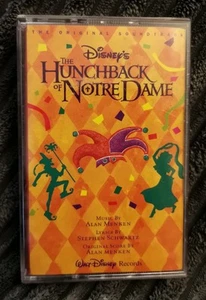 THE ORIGINAL SOUNDTRACK
Disney's
THE
HUNCHBACK
OF NOTRE DAME
MUSIC BY
ALAN MENKEN
LYRICS BY
STEPHEN SCHWARTZ
ORIGINAL SCORE BY
ALAN MENKEN
WALT DISNEY Records